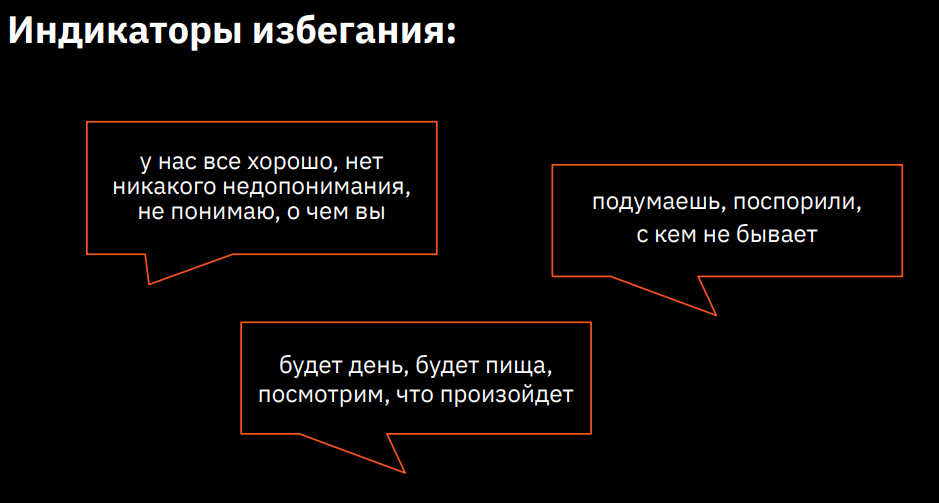 Индикаторы избегания:
у нас все хорошо, нет
никакого недопонимания,
не понимаю, о чем вы
подумаешь, поспорили,
с кем не бывает
будет день, будет пища,
посмотрим, что произойдет